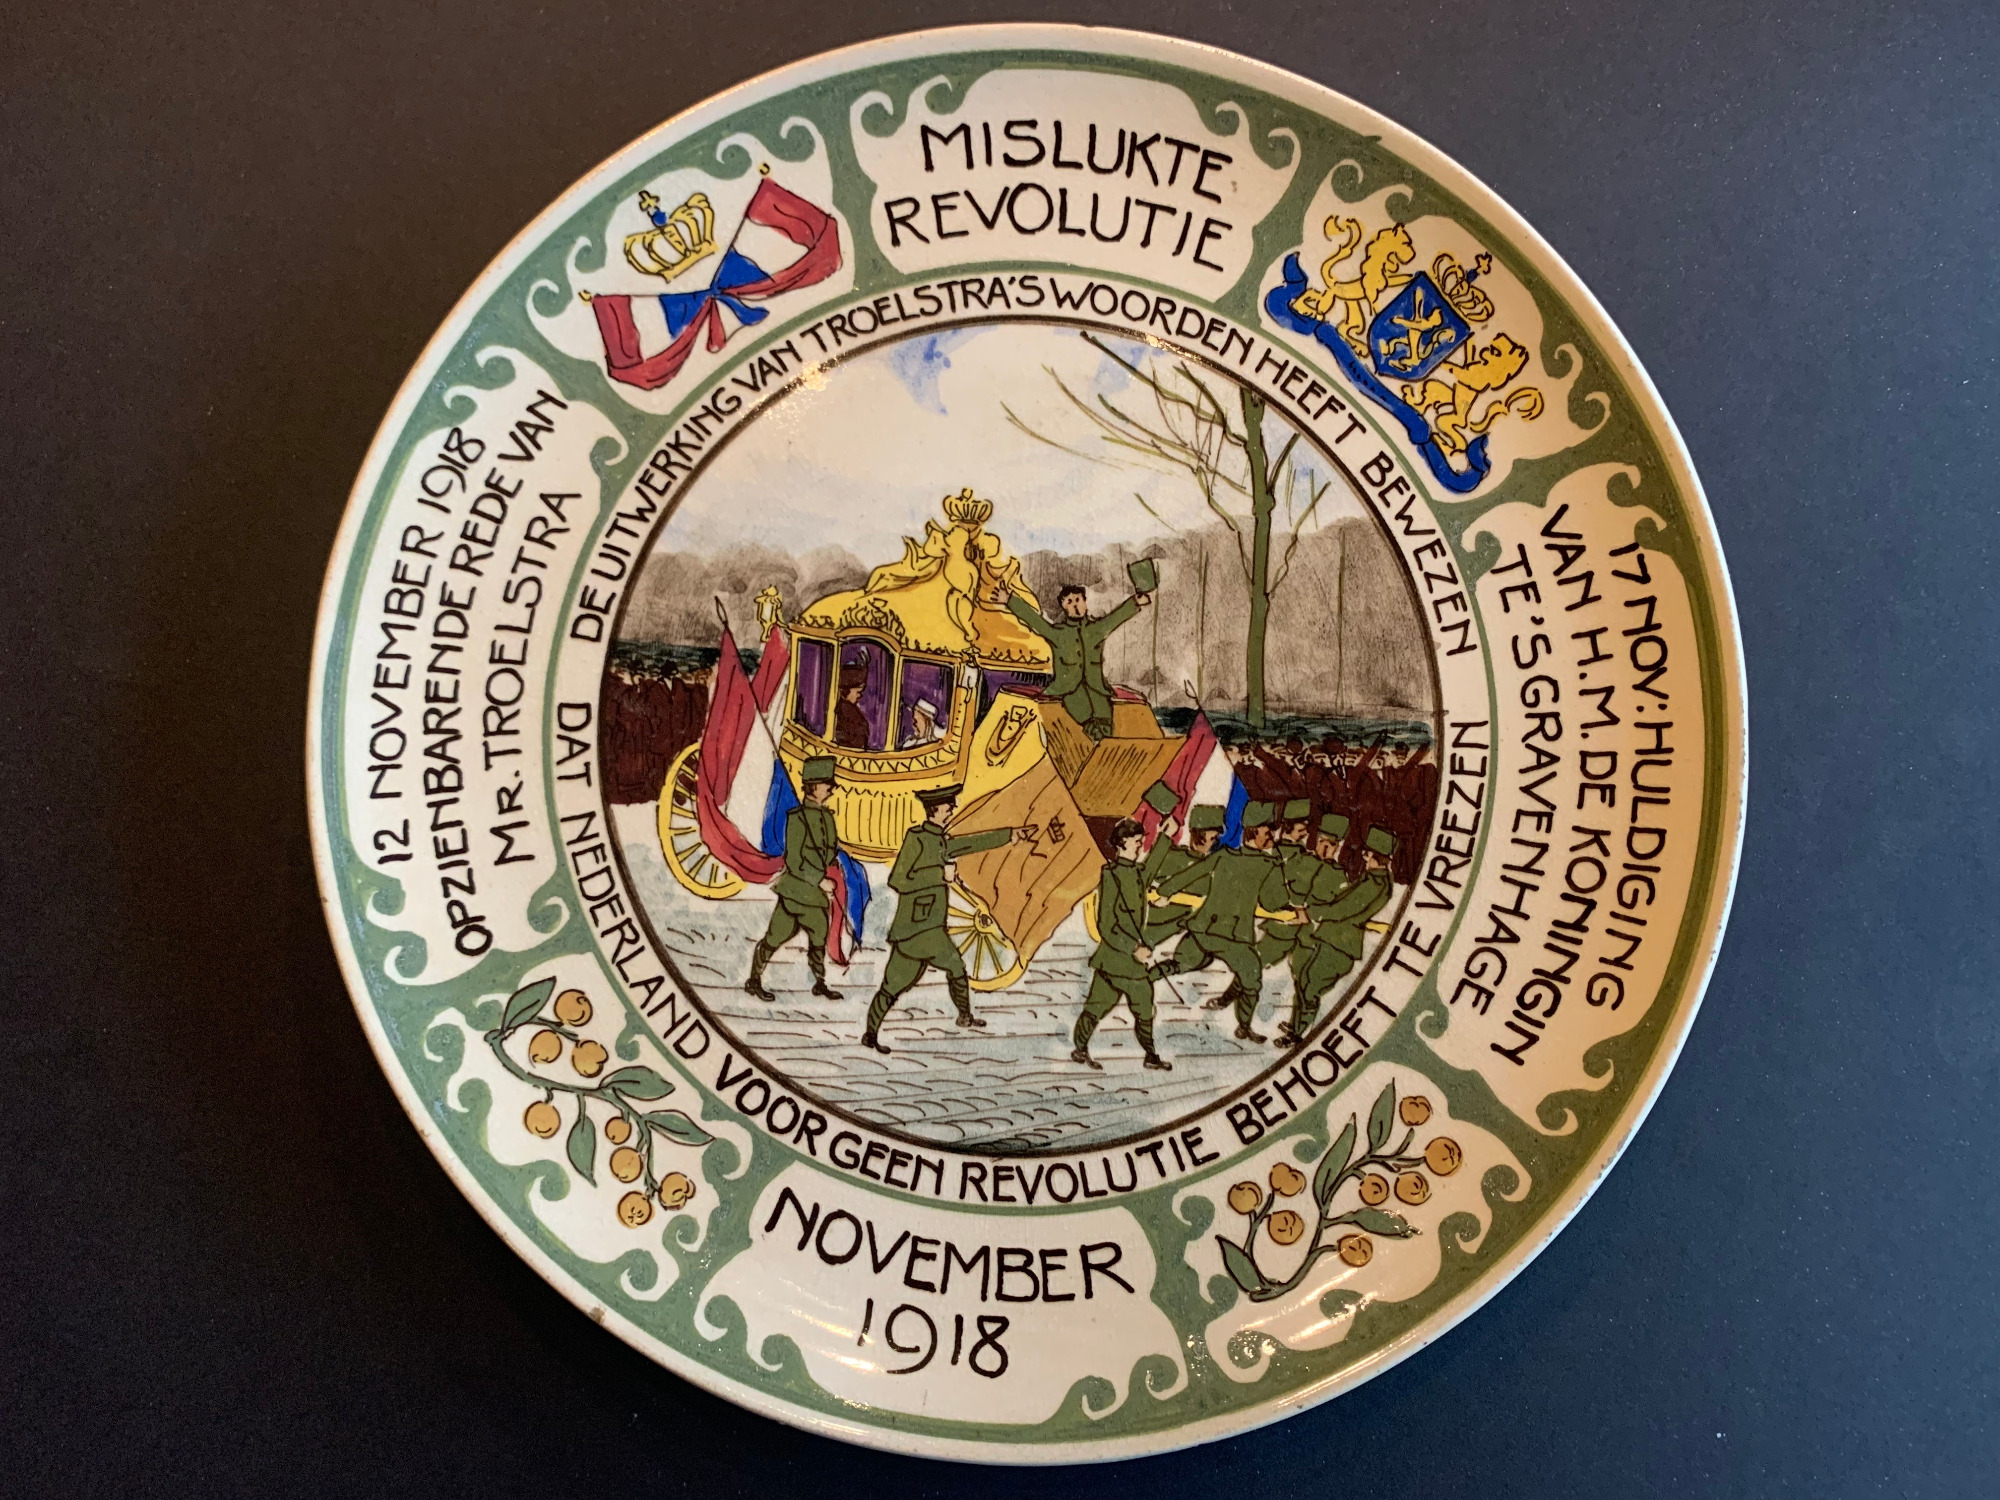 MISLUKTE
REVOLUTIE
12 NOVEMBER 1918
OPZIENBARENDE REDE VAN
MR. TROELSTRA
17 NOV: HULDIGING
VAN H.M. DE KONINGIN
TE 'SGRAVENHAGE
NOVEMBER
1918
DE UITWERKING VAN TROELSTRA'S WOORDEN HEEFT BEWEZEN
DAT NEDERLAND VOOR GEEN REVOLUTIE BEHOEFT TE VREEZEN